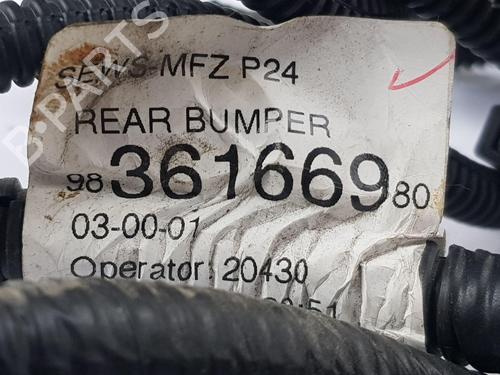 SEWS-MFZ P24
REAR BUMPER
98 361669 80
03-00-01
Operator: 20430
B-PARTS